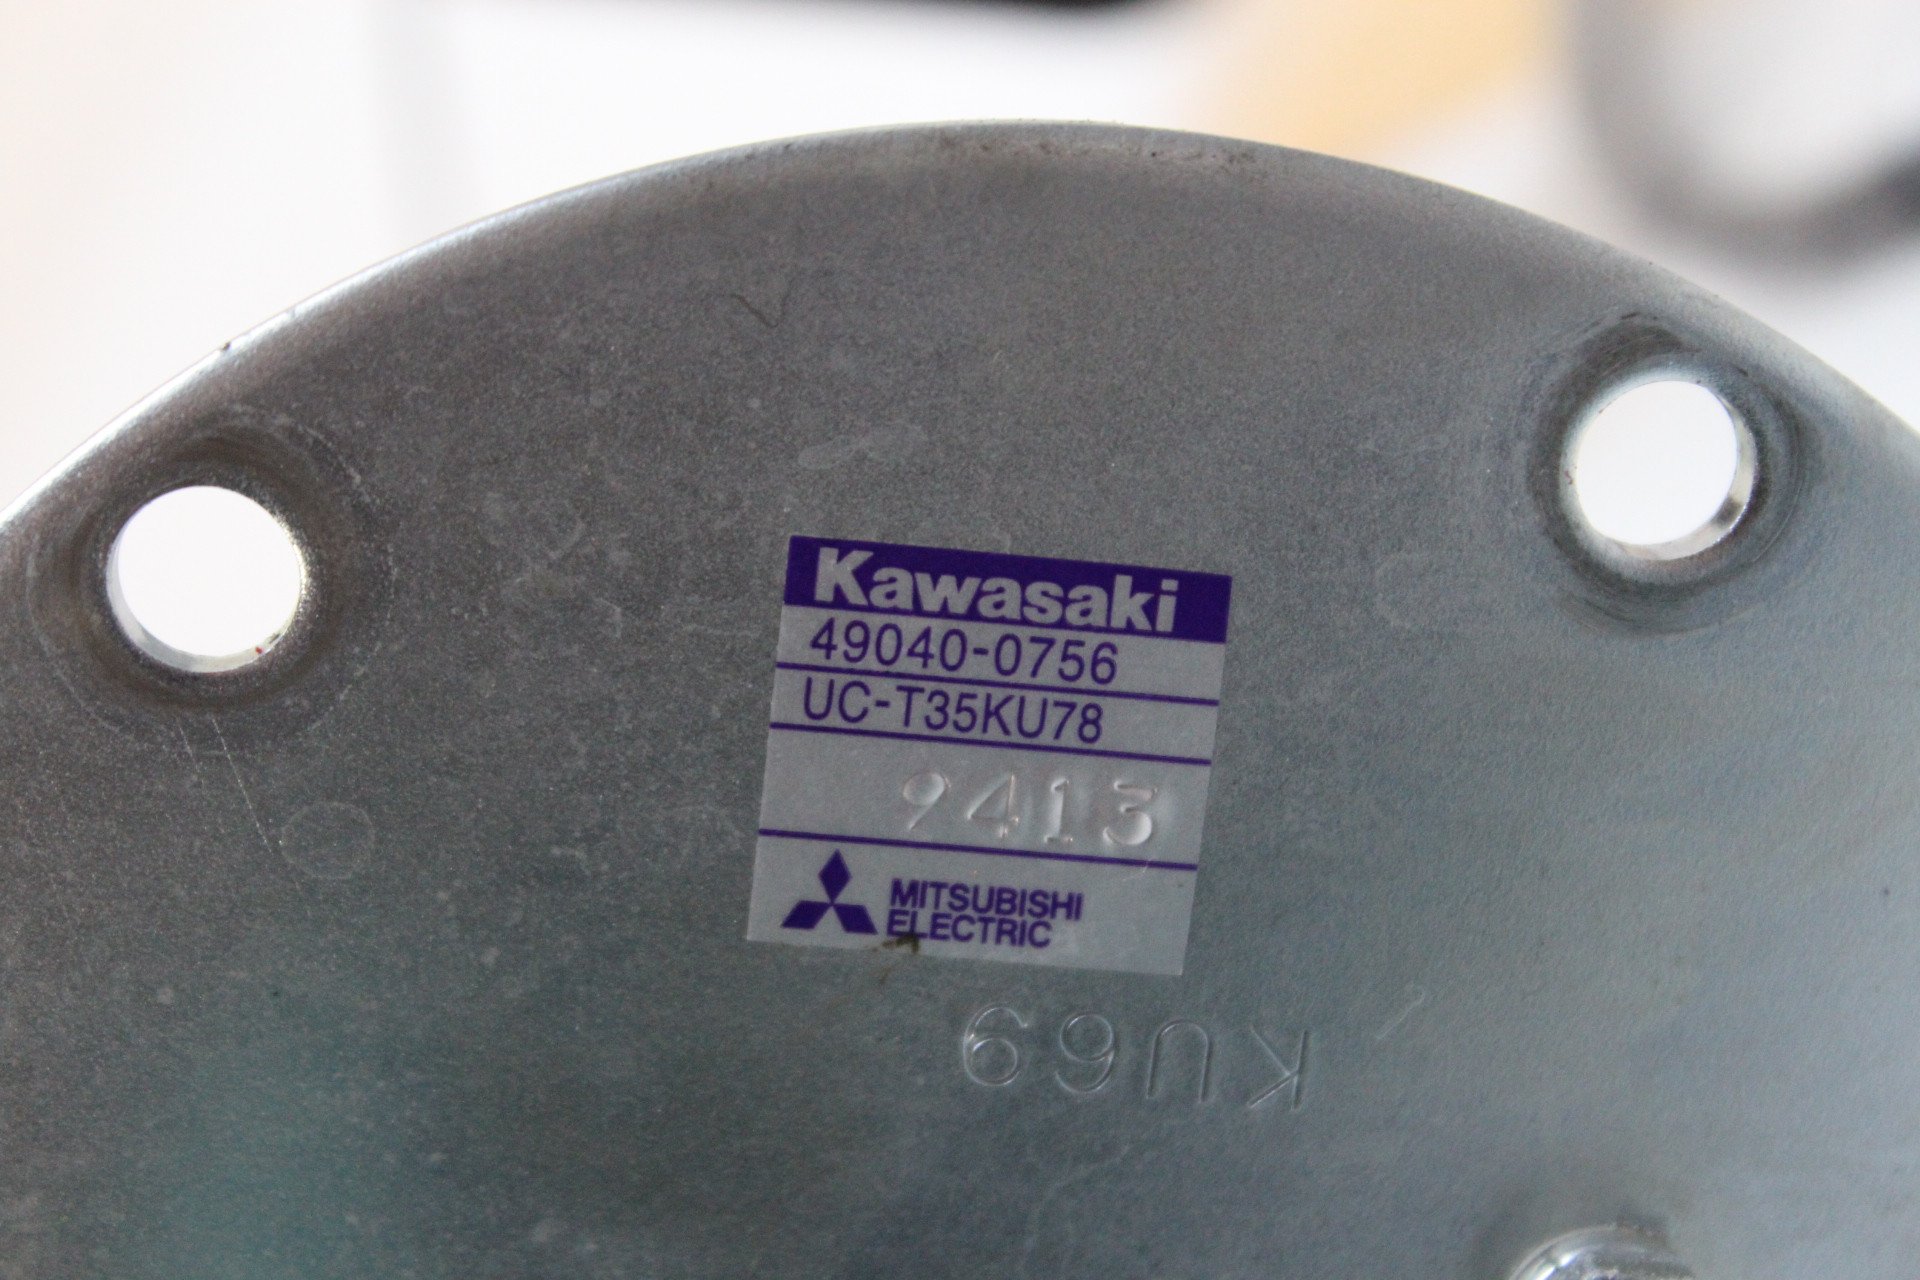 Kawasaki
49040-0756
UC-T35KU78
9413
MITSUBISHI
ELECTRIC
KU69